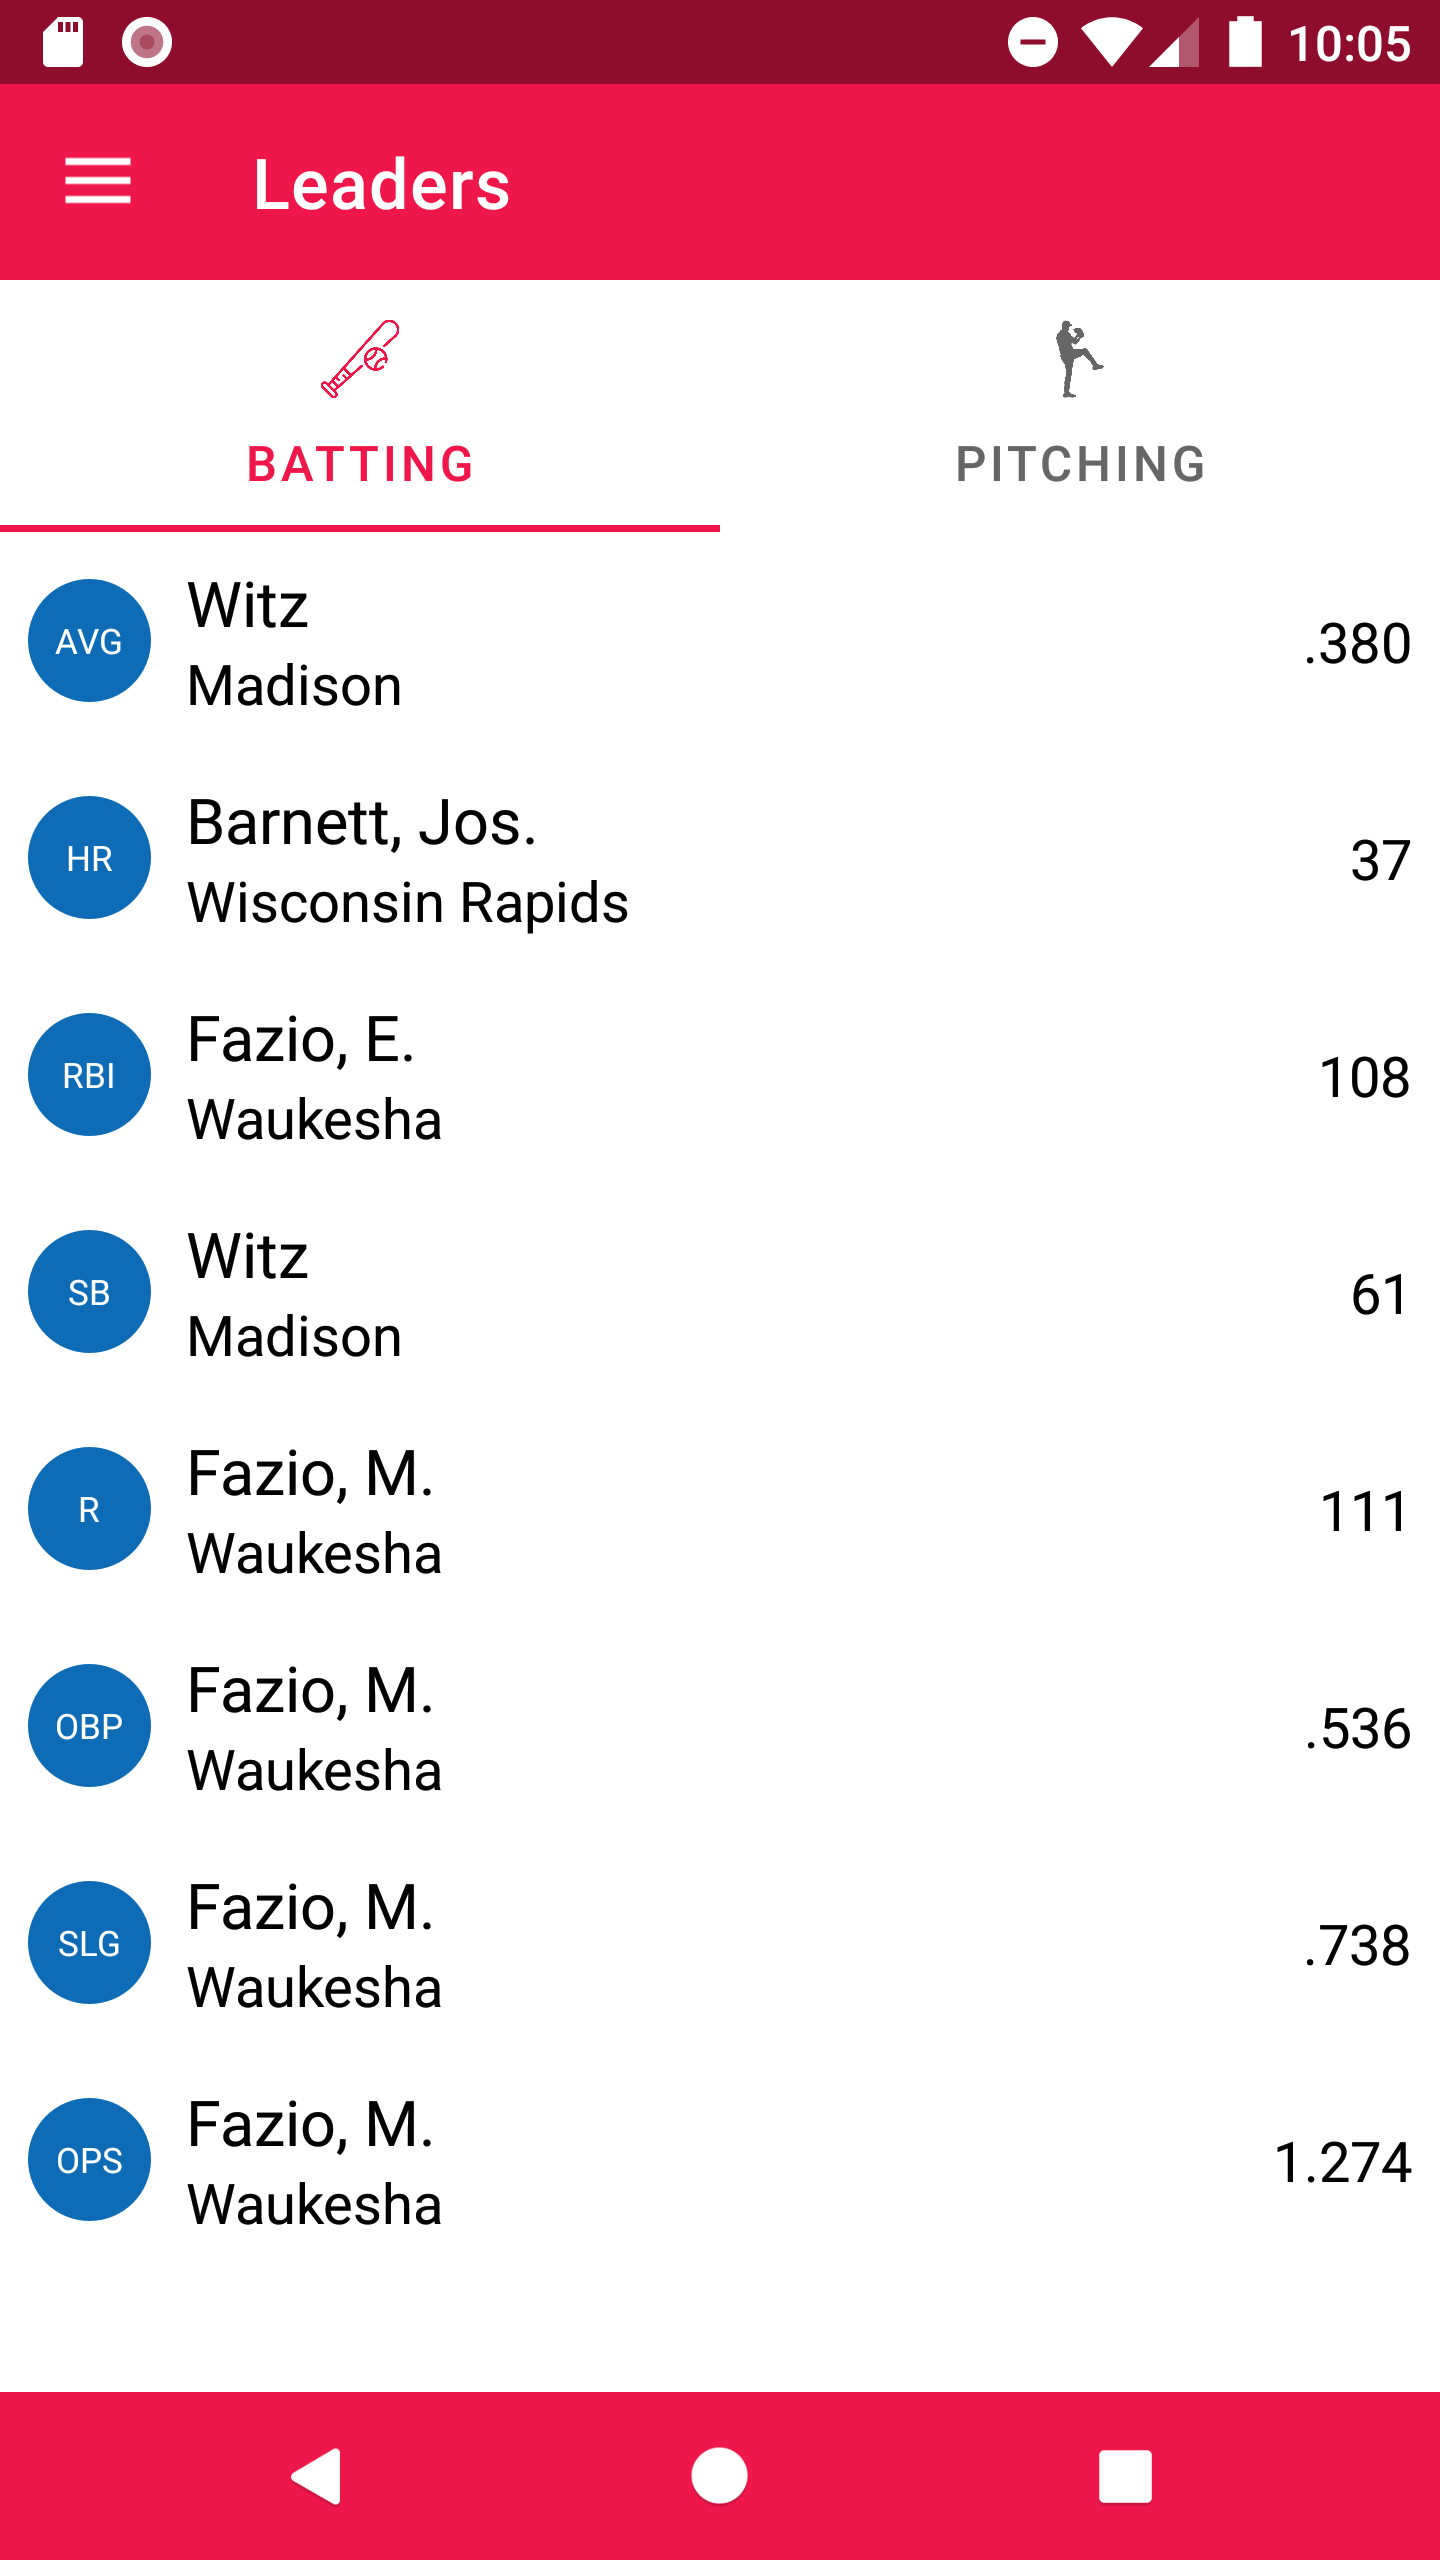 10:05
Leaders
BATTING
PITCHING
AVG
Witz
Madison
.380
HR
Barnett, Jos.
Wisconsin Rapids
37
RBI
Fazio, E.
Waukesha
108
SB
Witz
Madison
61
R
Fazio, M.
Waukesha
111
OBP
Fazio, M.
Waukesha
.536
SLG
Fazio, M.
Waukesha
.738
OPS
Fazio, M.
Waukesha
1.274